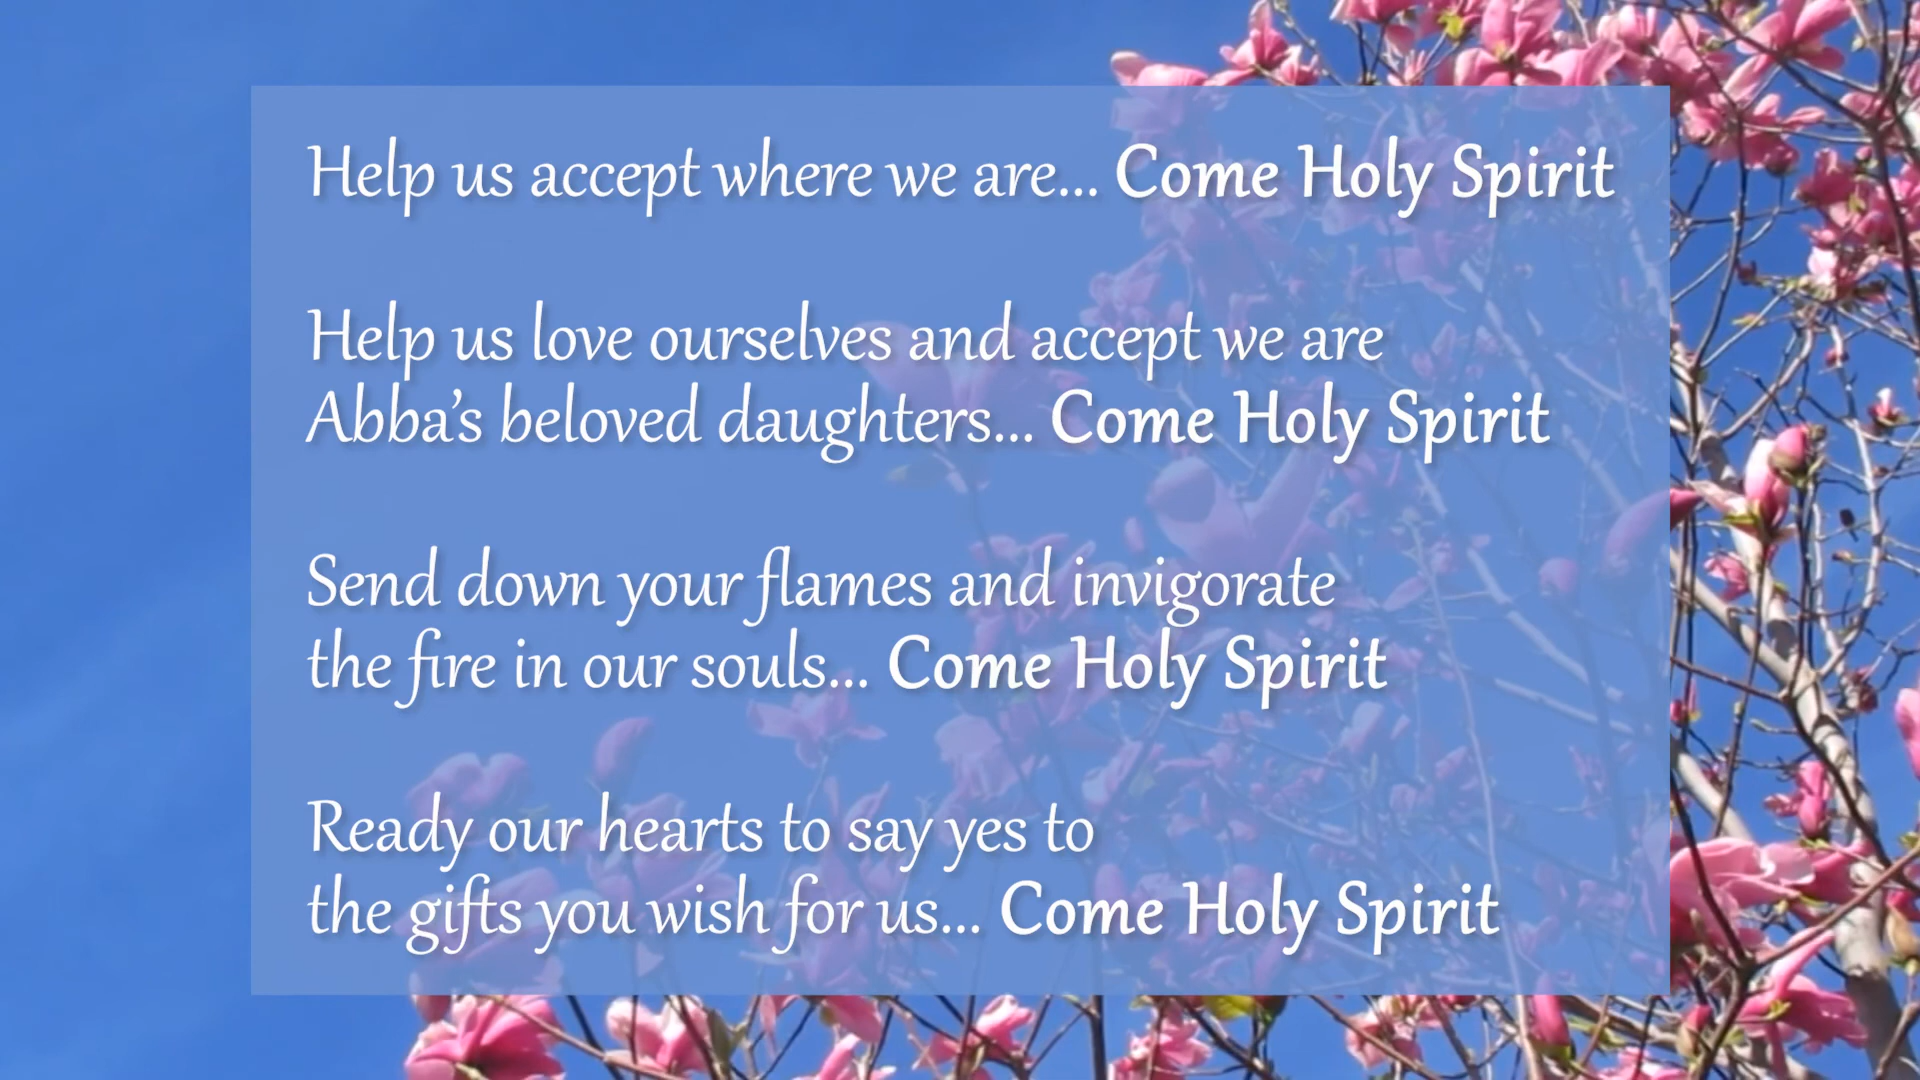 Help us accept where we are... Come Holy Spirit
Help us love ourselves and accept we are
Abba’s beloved daughters... Come Holy Spirit
Send down your flames and invigorate
the fire in our souls... Come Holy Spirit
Ready our hearts to say yes to
the gifts you wish for us... Come Holy Spirit